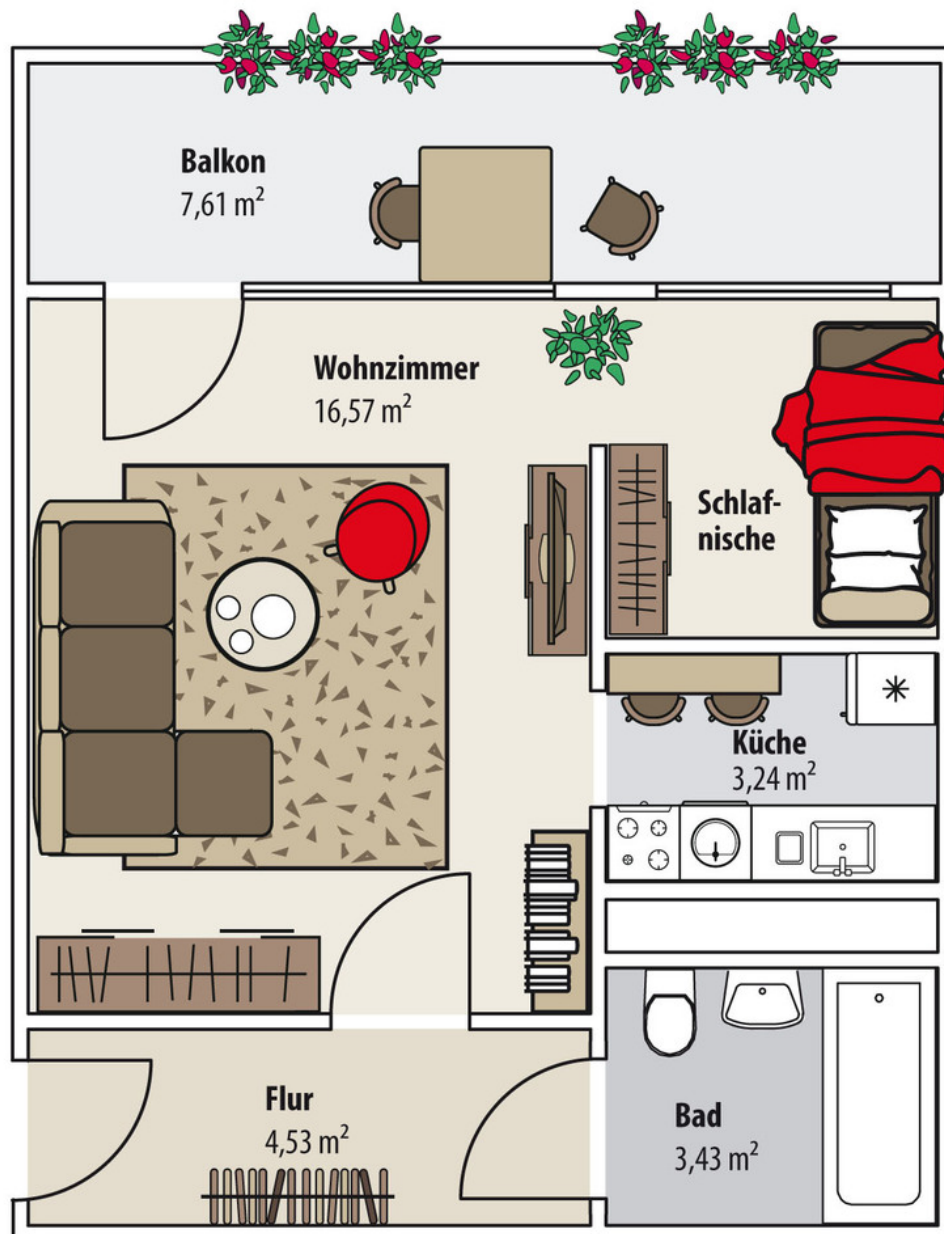 Balkon
7,61 m²
Wohnzimmer
16,57 m²
Schlaf-
nische
Küche
3,24 m²
Flur
4,53 m²
Bad
3,43 m²